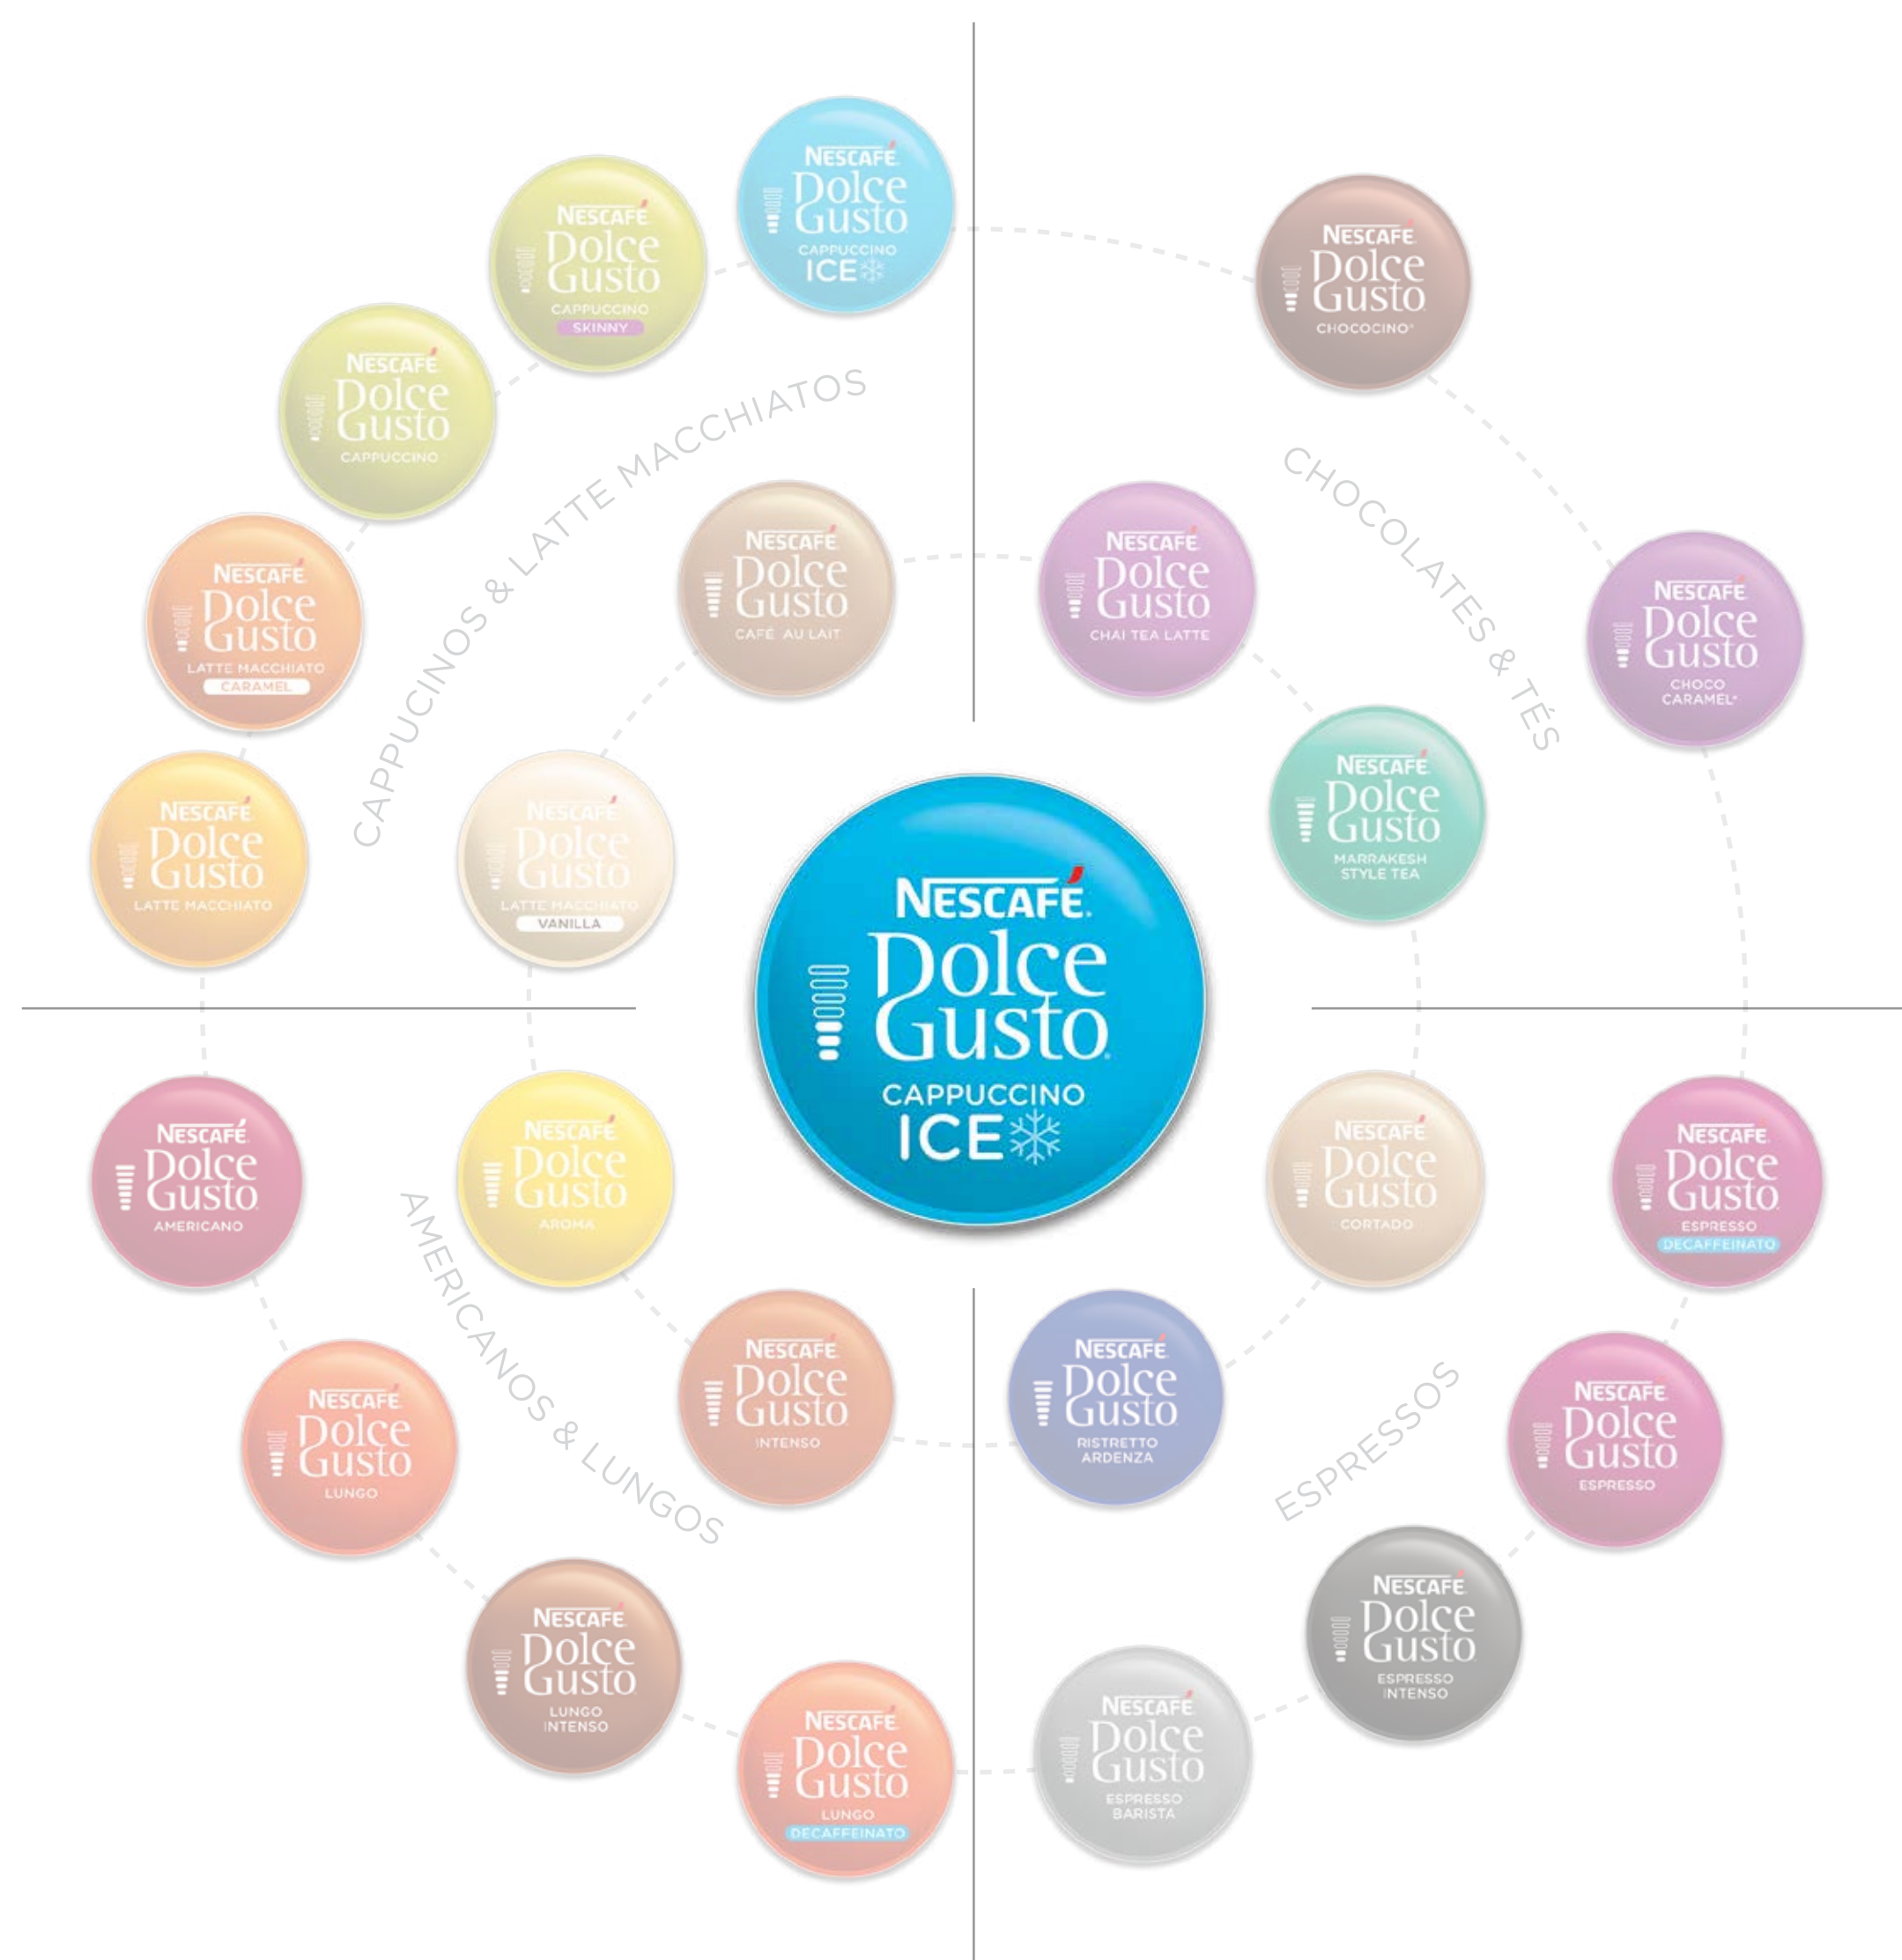 NESCAFÉ
Dolce
Gusto
CAPPUCCINO
ICE
NESCAFÉ
Dolce
Gusto
CAPPUCCINO
SKINNY
NESCAFÉ
Dolce
Gusto
CAPPUCCINO
NESCAFÉ
Dolce
Gusto
LATTE MACCHIATO
CARAMEL
NESCAFÉ
Dolce
Gusto
LATTE MACCHIATO
CAPPUCINOS & LATTE MACCHIATOS
NESCAFÉ
Dolce
Gusto
CAFÉ AU LAIT
NESCAFÉ
Dolce
Gusto
LATTE MACCHIATO
VANILLA
NESCAFÉ
Dolce
Gusto
CHOCOCINO*
NESCAFÉ
Dolce
Gusto
CHOCO
CARAMEL*
CHOCOLATES & TÉS
NESCAFÉ
Dolce
Gusto
CHAI TEA LATTE
NESCAFÉ
Dolce
Gusto
MARRAKESH
STYLE TEA
NESCAFÉ
Dolce
Gusto
CAPPUCCINO
ICE
NESCAFÉ
Dolce
Gusto
AMERICANO
NESCAFÉ
Dolce
Gusto
AROMA
AMERICANOS & LUNGOS
NESCAFÉ
Dolce
Gusto
INTENSO
NESCAFÉ
Dolce
Gusto
LUNGO
NESCAFÉ
Dolce
Gusto
LUNGO
INTENSO
NESCAFÉ
Dolce
Gusto
LUNGO
DECAFFEINATO
NESCAFÉ
Dolce
Gusto
CORTADO
NESCAFÉ
Dolce
Gusto
ESPRESSO
DECAFFEINATO
NESCAFÉ
Dolce
Gusto
RISTRETTO
ARDENZA
ESPRESSOS
NESCAFÉ
Dolce
Gusto
ESPRESSO
NESCAFÉ
Dolce
Gusto
ESPRESSO
INTENSO
NESCAFÉ
Dolce
Gusto
ESPRESSO
BARISTA